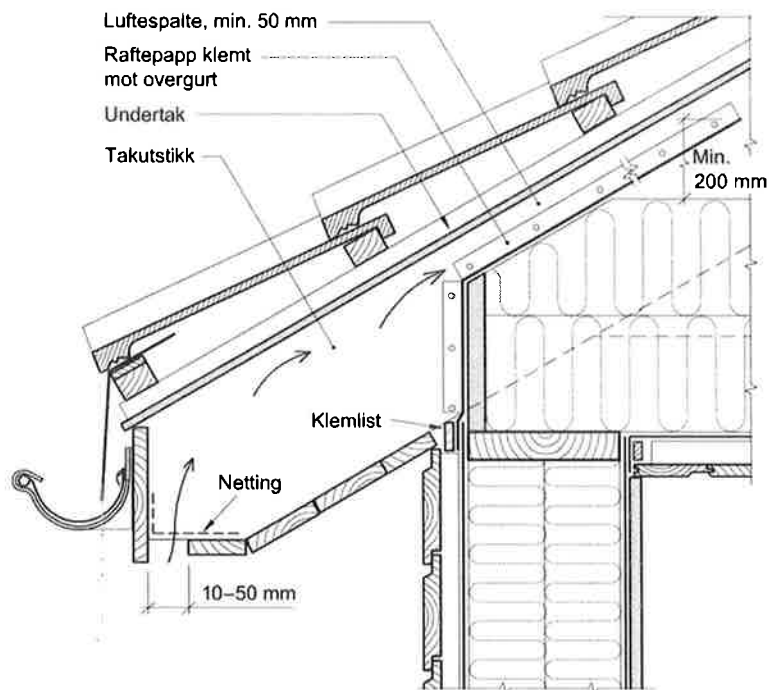 Luftespalte, min. 50 mm
Raftepapp klemt
mot overgurt
Undertak
Takutstikk
Min.
200 mm
Klemlist
Netting
10–50 mm